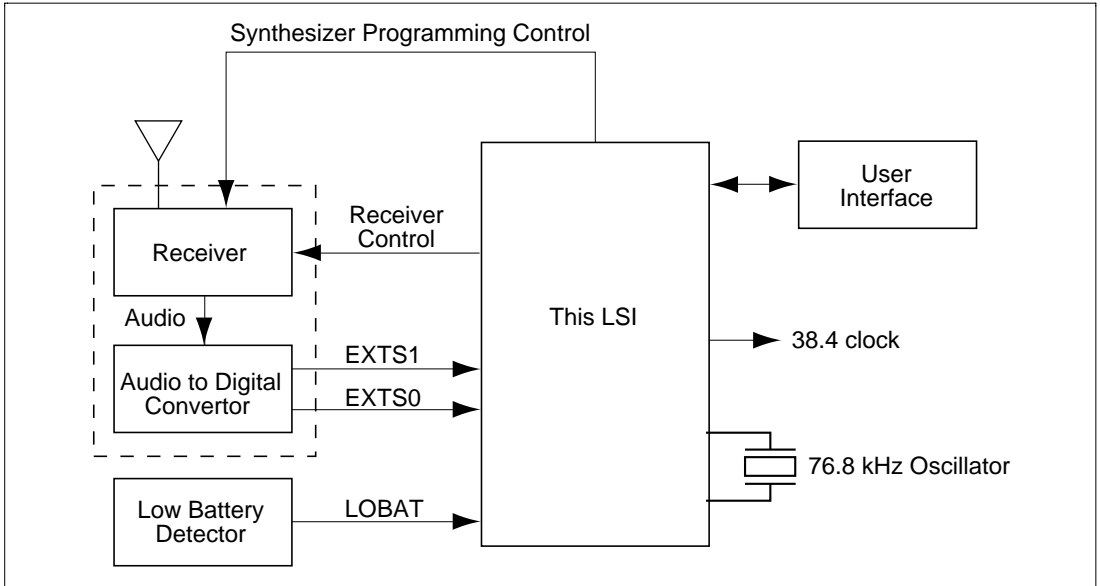 Synthesizer Programming Control
User
Interface
Receiver
Control
Receiver
This LSI
Audio
38.4 clock
EXTS1
Audio to Digital
Convertor
EXTS0
76.8 kHz Oscillator
Low Battery
Detector
LOBAT